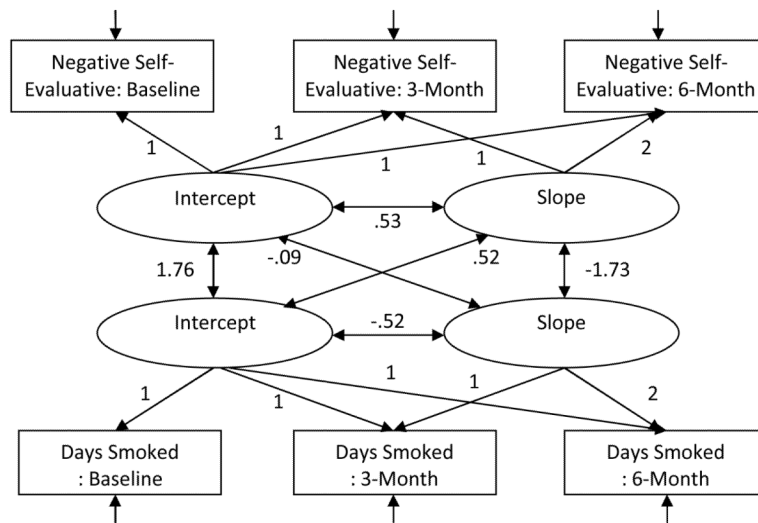 Negative Self-
Evaluative: Baseline
Negative Self-
Evaluative: 3-Month
Negative Self-
Evaluative: 6-Month
1
1
1
1
2
Intercept
Slope
.53
1.76
-.09
.52
-1.73
Intercept
Slope
-.52
1
1
1
1
2
Days Smoked
: Baseline
Days Smoked
: 3-Month
Days Smoked
: 6-Month